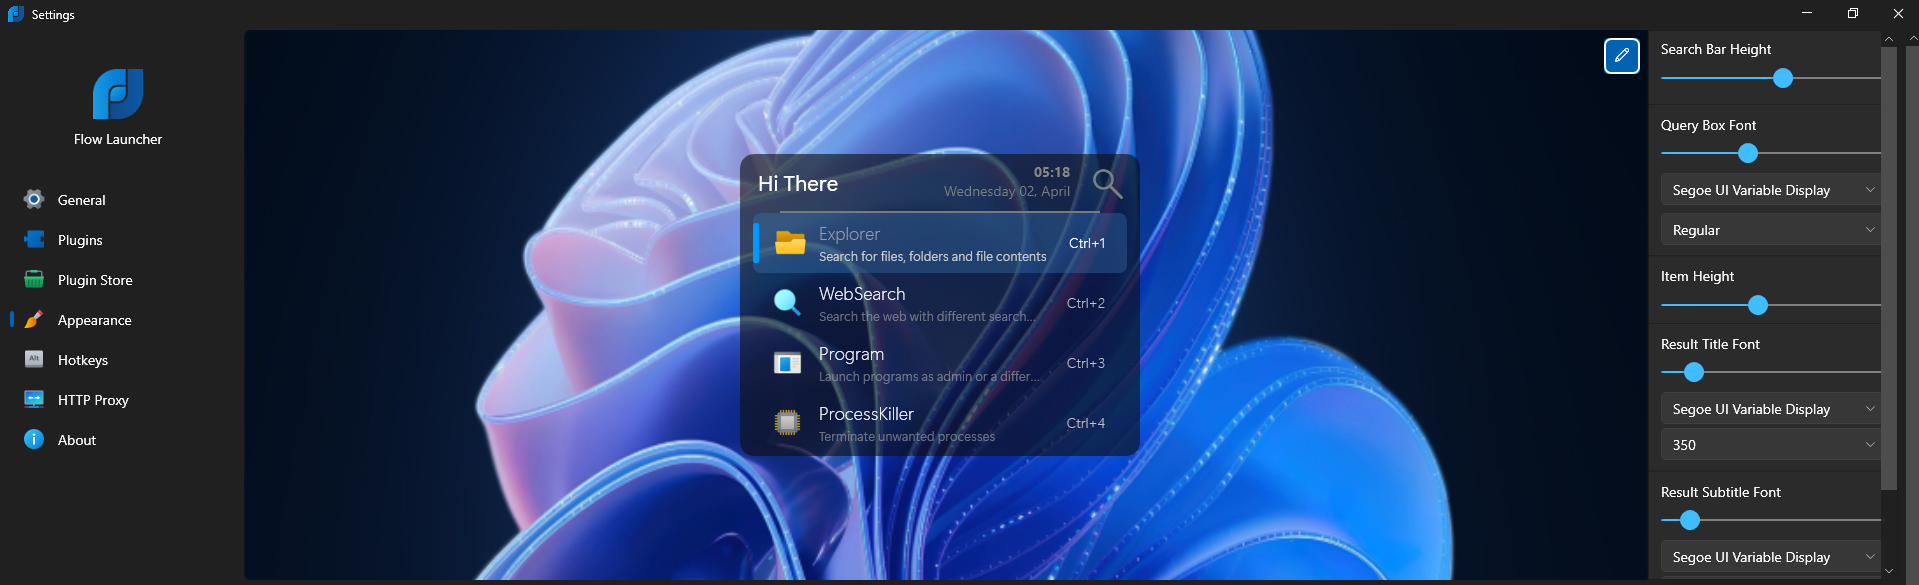 Settings
Flow Launcher
General
Plugins
Plugin Store
Appearance
Alt
Hotkeys
HTTP Proxy
About
Hi There
05:18
Wednesday 02, April
Explorer
Search for files, folders and file contents
Ctrl+1
WebSearch
Search the web with different search...
Ctrl+2
Program
Launch programs as admin or a differ...
Ctrl+3
ProcessKiller
Terminate unwanted processes
Ctrl+4
Search Bar Height
Query Box Font
Segoe UI Variable Display
Regular
Item Height
Result Title Font
Segoe UI Variable Display
350
Result Subtitle Font
Segoe UI Variable Display